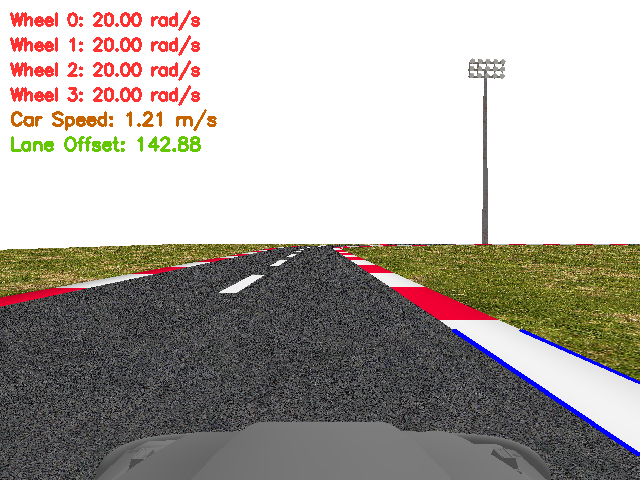 Wheel 0: 20.00 rad/s
Wheel 1: 20.00 rad/s
Wheel 2: 20.00 rad/s
Wheel 3: 20.00 rad/s
Car Speed: 1.21 m/s
Lane Offset: 142.88